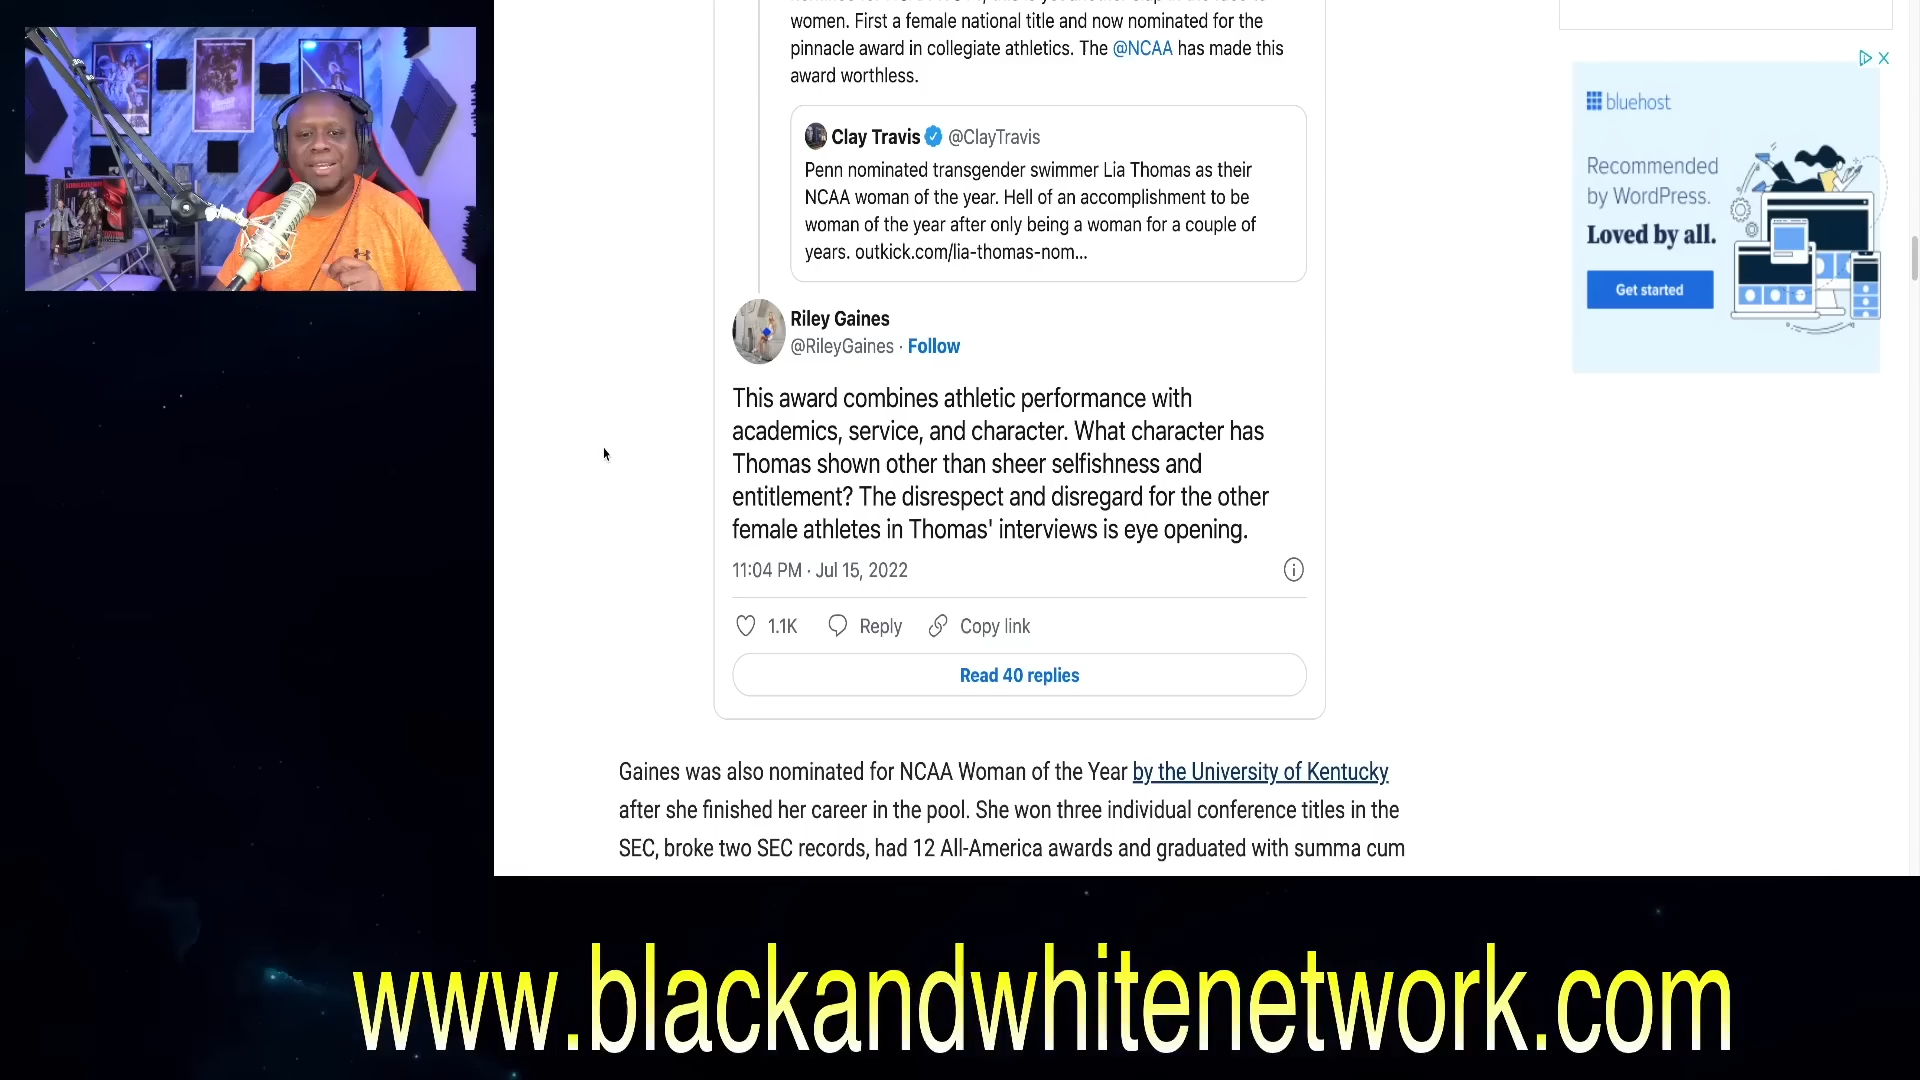 women. First a female national title and now nominated for the
pinnacle award in collegiate athletics. The @NCAA has made this
award worthless.
Clay Travis @ClayTravis
Penn nominated transgender swimmer Lia Thomas as their
NCAA woman of the year. Hell of an accomplishment to be
woman of the year after only being a woman for a couple of
years. outkick.com/lia-thomas-nom...
Riley Gaines
@RileyGaines · Follow
This award combines athletic performance with
academics, service, and character. What character has
Thomas shown other than sheer selfishness and
entitlement? The disrespect and disregard for the other
female athletes in Thomas' interviews is eye opening.
11:04 PM · Jul 15, 2022
1.1K Reply Copy link
Read 40 replies
Gaines was also nominated for NCAA Woman of the Year by the University of Kentucky
after she finished her career in the pool. She won three individual conference titles in the
SEC, broke two SEC records, had 12 All-America awards and graduated with summa cum
bluehost
Recommended
by WordPress.
Loved by all.
Get started
www.blackandwhitenetwork.com